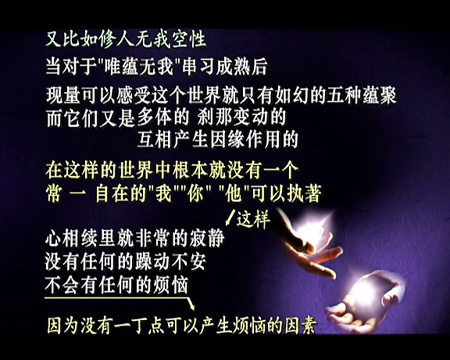 又比如修人无我空性
当对于"唯蕴无我"串习成熟后
现量可以感受这个世界就只有如幻的五种蕴聚
而它们又是多体的 刹那变动的
互相产生因缘作用的
在这样的世界中根本就没有一个
常 一 自在的"我""你" "他"可以执著
这样
心相续里就非常的寂静
没有任何的躁动不安
不会有任何的烦恼
因为没有一丁点可以产生烦恼的因素